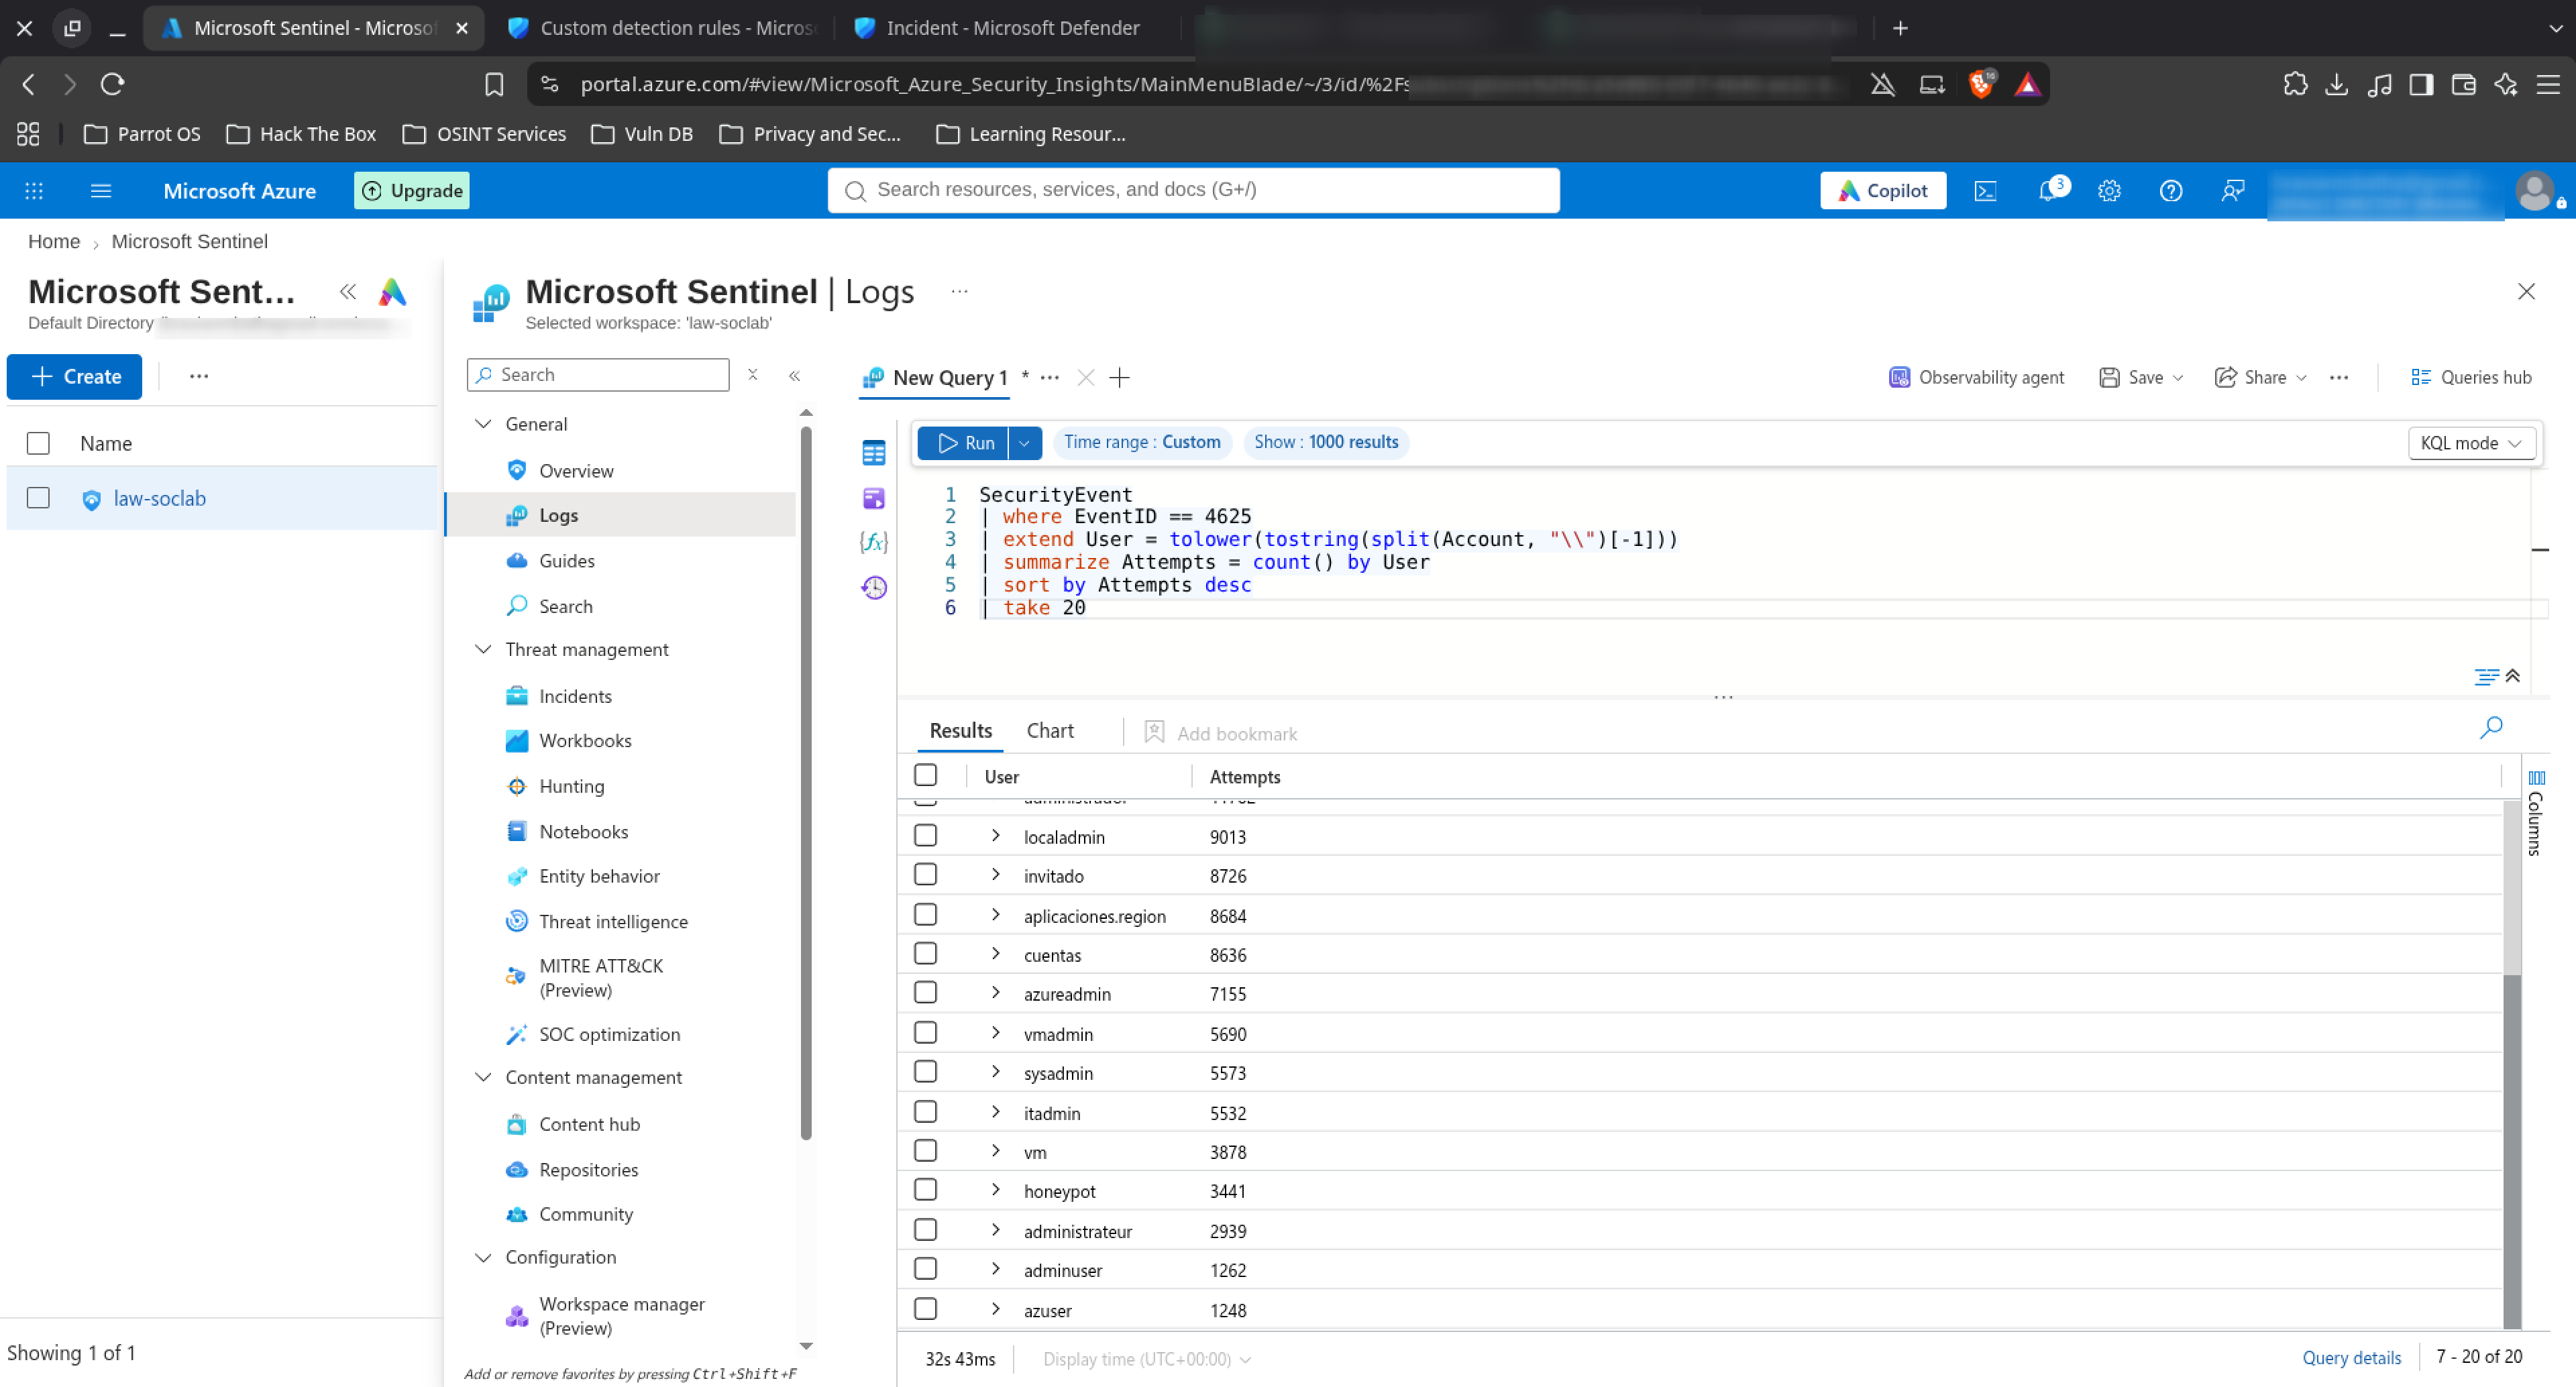 Microsoft Sentinel - Microsof
Custom detection rules - Micros
Incident - Microsoft Defender
portal.azure.com/#view/Microsoft_Azure_Security_Insights/MainMenuBlade/~/3/id/%2Fs
16
Parrot OS
Hack The Box
OSINT Services
Vuln DB
Privacy and Sec...
Learning Resour...
Microsoft Azure
Upgrade
Search resources, services, and docs (G+/)
Copilot
3
Home > Microsoft Sentinel
Microsoft Sent...
Default Directory
Microsoft Sentinel | Logs
Selected workspace: 'law-soclab'
Create
Name
law-soclab
Showing 1 of 1
Search
General
Overview
Logs
Guides
Search
Threat management
Incidents
Workbooks
Hunting
Notebooks
Entity behavior
Threat intelligence
MITRE ATT&CK
(Preview)
SOC optimization
Content management
Content hub
Repositories
Community
Configuration
Workspace manager
(Preview)
Add or remove favorites by pressing Ctrl+Shift+F
New Query 1 *
Observability agent
Save
Share
Queries hub
Run
Time range : Custom
Show : 1000 results
KQL mode
1 SecurityEvent
2 | where EventID == 4625
3 | extend User = tolower(tostring(split(Account, "\\")[-1]))
4 | summarize Attempts = count() by User
5 | sort by Attempts desc
6 | take 20
Results
Chart
Add bookmark
User Attempts
localadmin 9013
invitado 8726
aplicaciones.region 8684
cuentas 8636
azureadmin 7155
vmadmin 5690
sysadmin 5573
itadmin 5532
vm 3878
honeypot 3441
administrateur 2939
adminuser 1262
azuser 1248
Columns
32s 43ms
Display time (UTC+00:00)
Query details
7 - 20 of 20